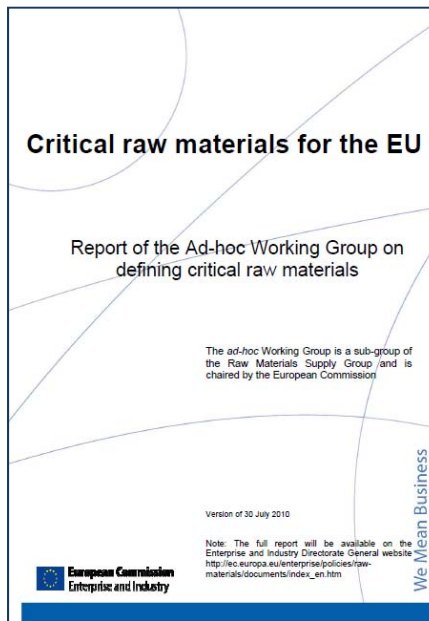 Critical raw materials for the EU
Report of the Ad-hoc Working Group on
defining critical raw materials
The ad-hoc Working Group is a sub-group of
the Raw Materials Supply Group and is
chaired by the European Commission
Version of 30 July 2010
Note: The full report will be available on the
Enterprise and Industry Directorate General website
http://ec.europa.eu/enterprise/policies/raw-
materials/documents/index_en.htm
We Mean Business
European Commission
Enterprise and Industry